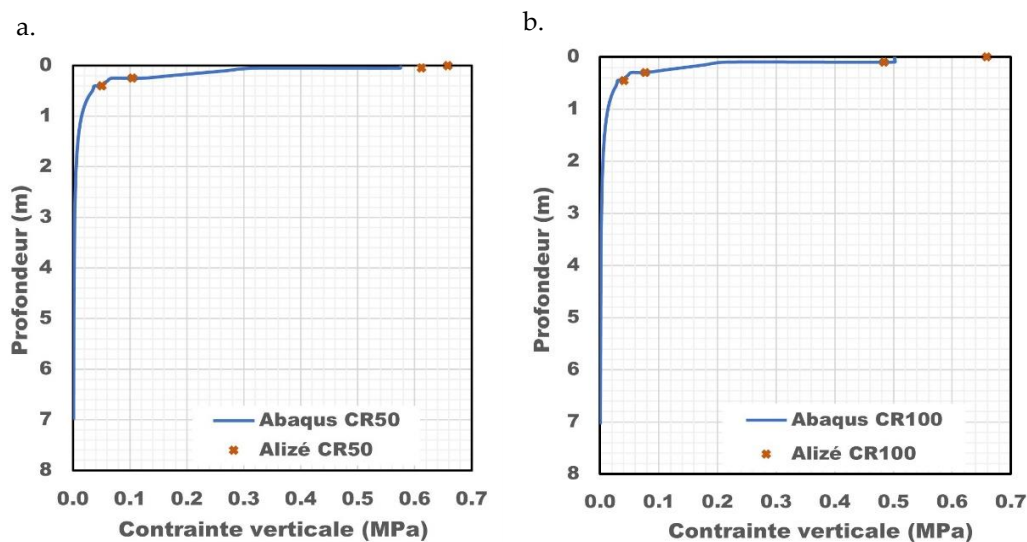 a.
0
1
2
3
4
5
6
7
8
Profondeur (m)
Abaqus CR50
Alizé CR50
0.0 0.1 0.2 0.3 0.4 0.5 0.6 0.7
Contrainte verticale (MPa)
b.
0
1
2
3
4
5
6
7
8
Profondeur (m)
Abaqus CR100
Alizé CR100
0.0 0.1 0.2 0.3 0.4 0.5 0.6 0.7
Contrainte verticale (MPa)